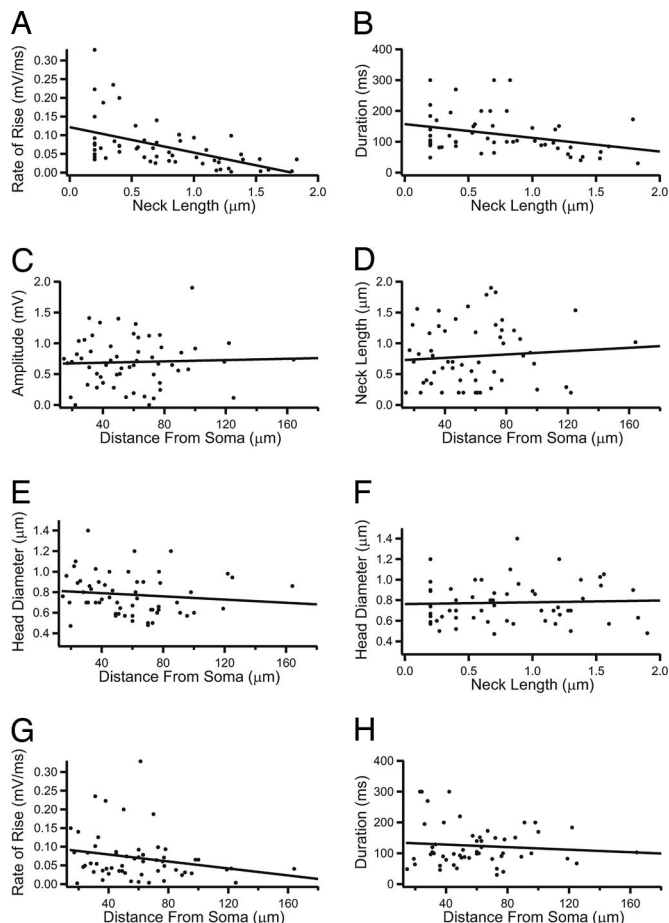 A
Rate of Rise (mV/ms)
0.30
0.25
0.20
0.15
0.10
0.05
0.00
0.0 0.5 1.0 1.5 2.0
Neck Length (μm)
B
Duration (ms)
400
300
200
100
0
0.0 0.5 1.0 1.5 2.0
Neck Length (μm)
C
Amplitude (mV)
2.0
1.5
1.0
0.5
0.0
40 80 120 160
Distance From Soma (μm)
D
Neck Length (μm)
2.0
1.5
1.0
0.5
0.0
40 80 120 160
Distance From Soma (μm)
E
Head Diameter (μm)
1.4
1.2
1.0
0.8
0.6
0.4
40 80 120 160
Distance From Soma (μm)
F
Head Diameter (μm)
1.4
1.2
1.0
0.8
0.6
0.4
0.0 0.5 1.0 1.5 2.0
Neck Length (μm)
G
Rate of Rise (mV/ms)
0.30
0.25
0.20
0.15
0.10
0.05
0.00
40 80 120 160
Distance From Soma (μm)
H
Duration (ms)
400
300
200
100
0
40 80 120 160
Distance From Soma (μm)